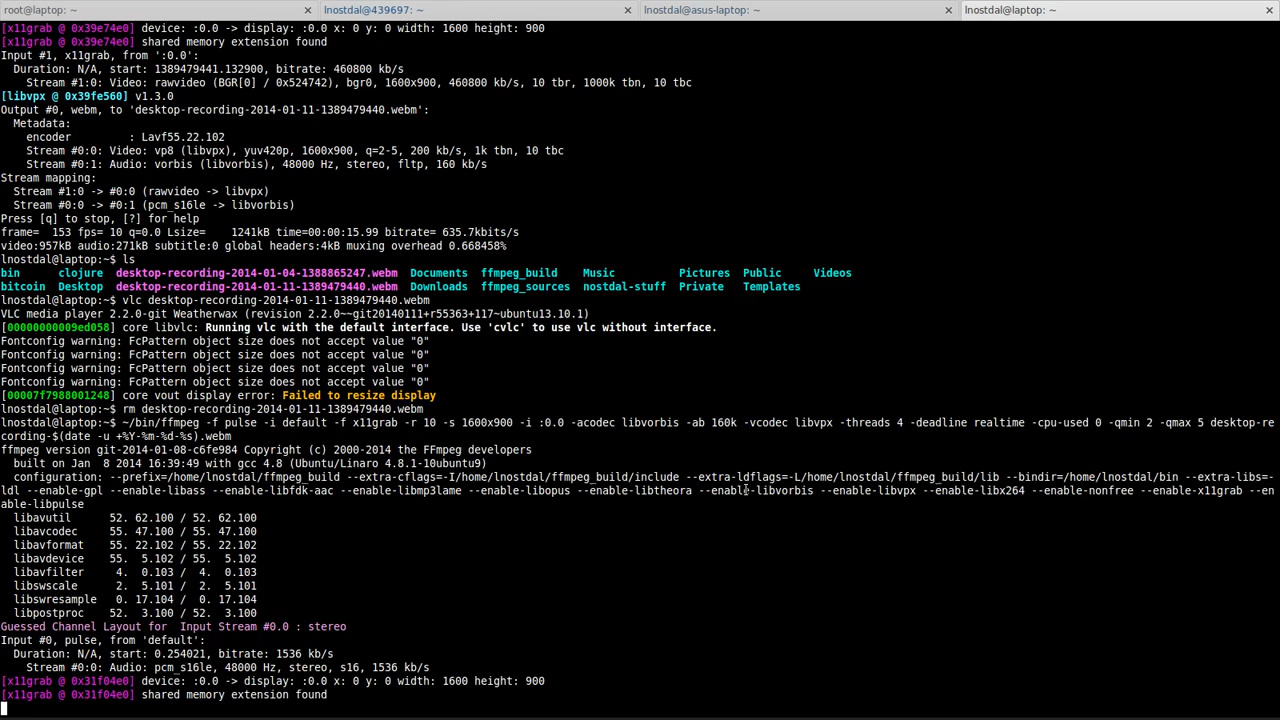 root@laptop: ~ × lnostdal@439697: ~ × lnostdal@asus-laptop: ~ × lnostdal@laptop: ~ ×
[x11grab @ 0x39e74e0] device: :0.0 -> display: :0.0 x: 0 y: 0 width: 1600 height: 900
[x11grab @ 0x39e74e0] shared memory extension found
Input #1, x11grab, from ':0.0':
  Duration: N/A, start: 1389479441.132900, bitrate: 460800 kb/s
    Stream #1:0: Video: rawvideo (BGR[0] / 0x524742), bgr0, 1600x900, 460800 kb/s, 10 tbr, 1000k tbn, 10 tbc
[libvpx @ 0x39fe560] v1.3.0
Output #0, webm, to 'desktop-recording-2014-01-11-1389479440.webm':
  Metadata:
    encoder         : Lavf55.22.102
    Stream #0:0: Video: vp8 (libvpx), yuv420p, 1600x900, q=2-5, 200 kb/s, 1k tbn, 10 tbc
    Stream #0:1: Audio: vorbis (libvorbis), 48000 Hz, stereo, fltp, 160 kb/s
Stream mapping:
  Stream #1:0 -> #0:0 (rawvideo -> libvpx)
  Stream #0:0 -> #0:1 (pcm_s16le -> libvorbis)
Press [q] to stop, [?] for help
frame=  153 fps= 10 q=0.0 Lsize=    1241kB time=00:00:15.99 bitrate= 635.7kbits/s
video:957kB audio:271kB subtitle:0 global headers:4kB muxing overhead 0.668458%
lnostdal@laptop:~$ ls
bin      clojure  desktop-recording-2014-01-04-1388865247.webm  Documents  ffmpeg_build    Music         Pictures  Public     Videos
bitcoin  Desktop  desktop-recording-2014-01-11-1389479440.webm  Downloads  ffmpeg_sources  nostdal-stuff  Private  Templates
lnostdal@laptop:~$ vlc desktop-recording-2014-01-11-1389479440.webm
VLC media player 2.2.0-git Weatherwax (revision 2.2.0~~git20140111+r55363+117~ubuntu13.10.1)
[00000000009ed058] core libvlc: Running vlc with the default interface. Use 'cvlc' to use vlc without interface.
Fontconfig warning: FcPattern object size does not accept value "0"
Fontconfig warning: FcPattern object size does not accept value "0"
Fontconfig warning: FcPattern object size does not accept value "0"
Fontconfig warning: FcPattern object size does not accept value "0"
[00007f7988001248] core vout display error: Failed to resize display
lnostdal@laptop:~$ rm desktop-recording-2014-01-11-1389479440.webm
lnostdal@laptop:~$ ~/bin/ffmpeg -f pulse -i default -f x11grab -r 10 -s 1600x900 -i :0.0 -acodec libvorbis -ab 160k -vcodec libvpx -threads 4 -deadline realtime -cpu-used 0 -qmin 2 -qmax 5 desktop-re
cording-$(date -u +%Y-%m-%d-%s).webm
ffmpeg version git-2014-01-08-c6fe984 Copyright (c) 2000-2014 the FFmpeg developers
  built on Jan  8 2014 16:39:49 with gcc 4.8 (Ubuntu/Linaro 4.8.1-10ubuntu9)
  configuration: --prefix=/home/lnostdal/ffmpeg_build --extra-cflags=-I/home/lnostdal/ffmpeg_build/include --extra-ldflags=-L/home/lnostdal/ffmpeg_build/lib --bindir=/home/lnostdal/bin --extra-libs=-
ldl --enable-gpl --enable-libass --enable-libfdk-aac --enable-libmp3lame --enable-libopus --enable-libtheora --enable-libvorbis --enable-libvpx --enable-libx264 --enable-nonfree --enable-x11grab --en
able-libpulse
  libavutil      52. 62.100 / 52. 62.100
  libavcodec     55. 47.100 / 55. 47.100
  libavformat    55. 22.102 / 55. 22.102
  libavdevice    55.  5.102 / 55.  5.102
  libavfilter     4.  0.103 /  4.  0.103
  libswscale      2.  5.101 /  2.  5.101
  libswresample   0. 17.104 /  0. 17.104
  libpostproc    52.  3.100 / 52.  3.100
Guessed Channel Layout for  Input Stream #0.0 : stereo
Input #0, pulse, from 'default':
  Duration: N/A, start: 0.254021, bitrate: 1536 kb/s
    Stream #0:0: Audio: pcm_s16le, 48000 Hz, stereo, s16, 1536 kb/s
[x11grab @ 0x31f04e0] device: :0.0 -> display: :0.0 x: 0 y: 0 width: 1600 height: 900
[x11grab @ 0x31f04e0] shared memory extension found